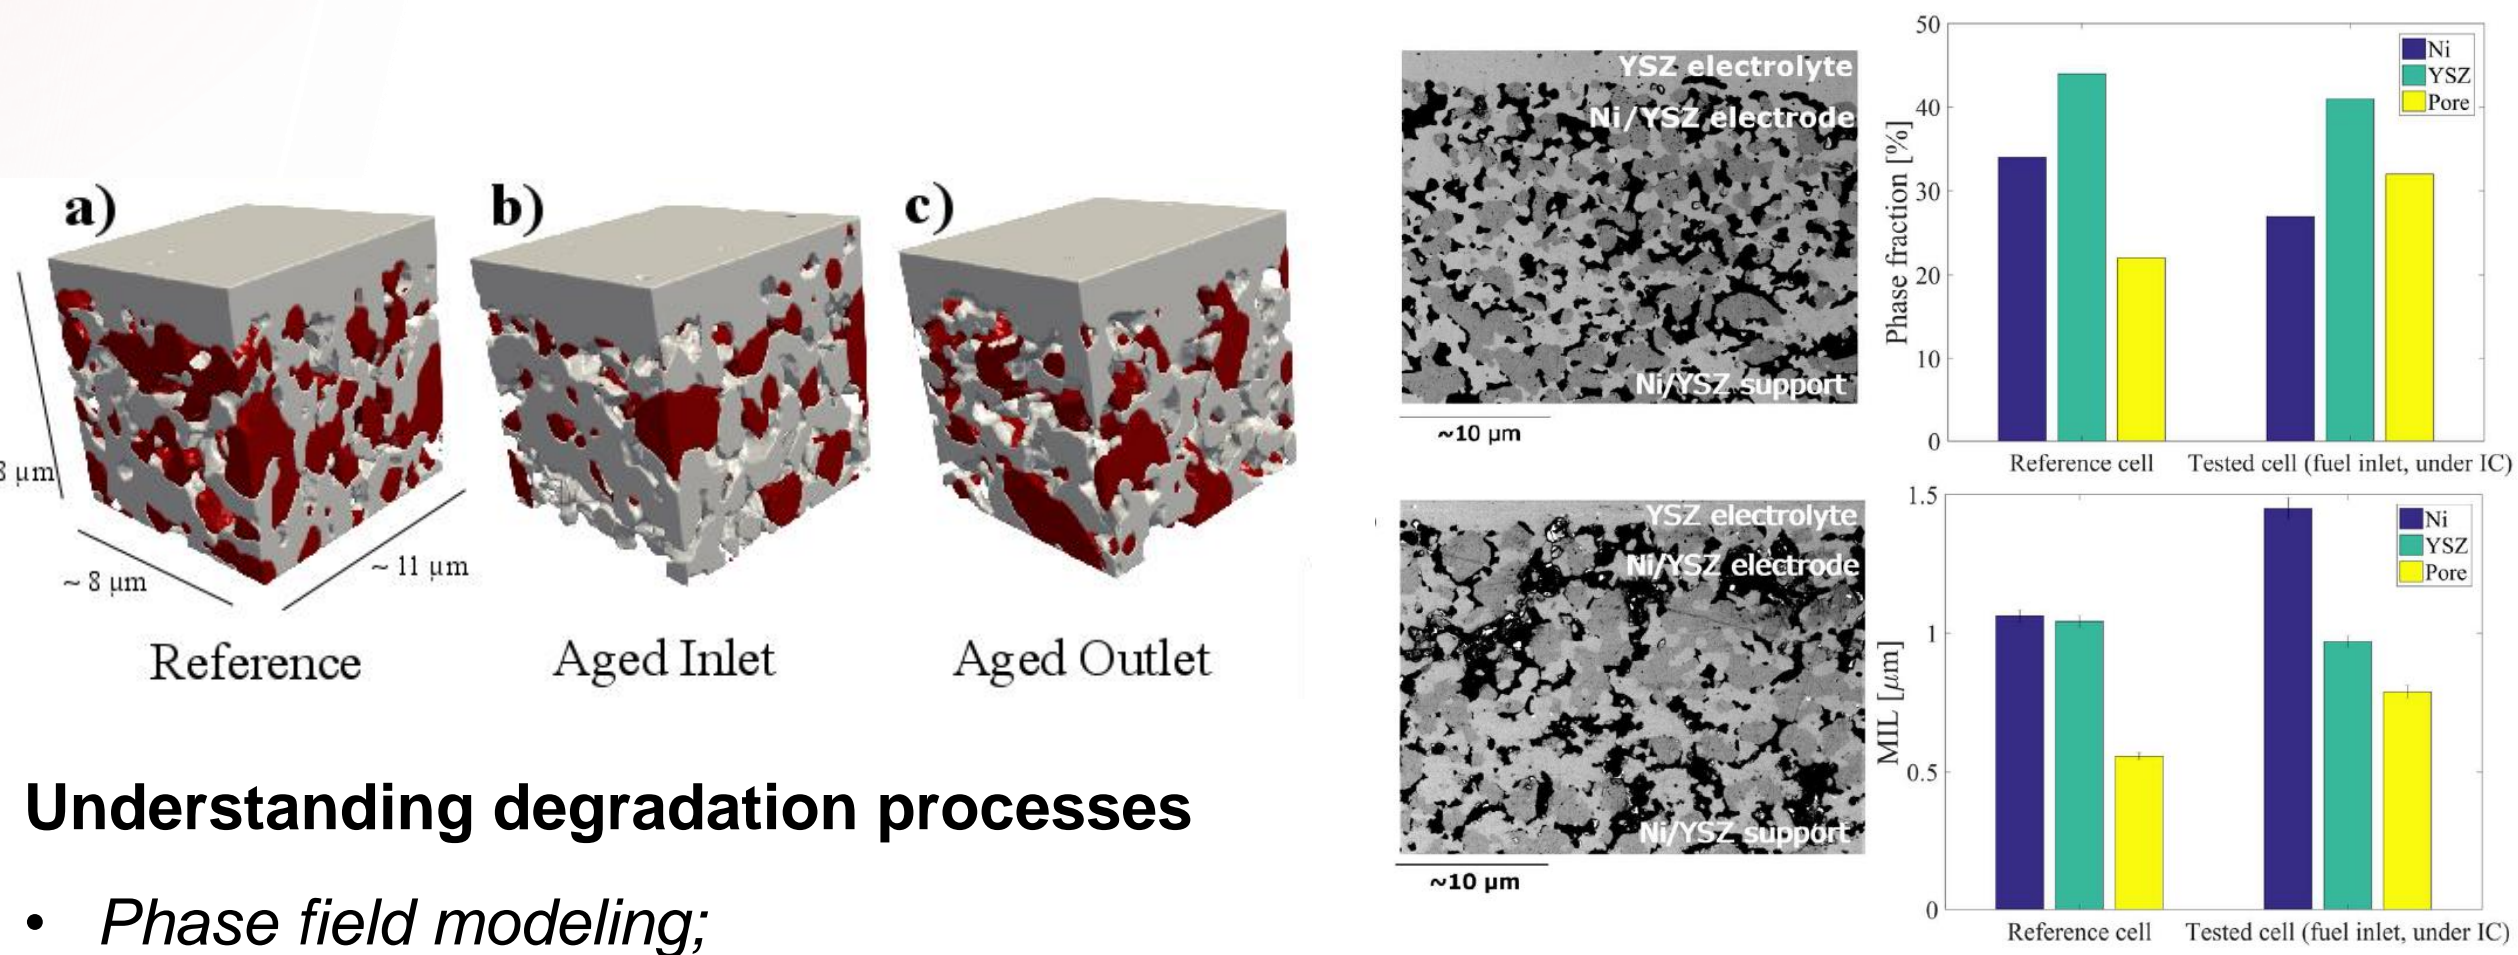 a)
b)
c)
8 µm
~ 8 µm
~ 11 µm
Reference
Aged Inlet
Aged Outlet
Understanding degradation processes
• Phase field modeling;
YSZ electrolyte
Ni/YSZ electrode
Ni/YSZ support
~10 µm
YSZ electrolyte
Ni/YSZ electrode
Ni/YSZ support
~10 µm
50
40
30
20
10
0
Phase fraction [%]
Ni
YSZ
Pore
Reference cell
Tested cell (fuel inlet, under IC)
1.5
1
0.5
0
MIL [µm]
Ni
YSZ
Pore
Reference cell
Tested cell (fuel inlet, under IC)